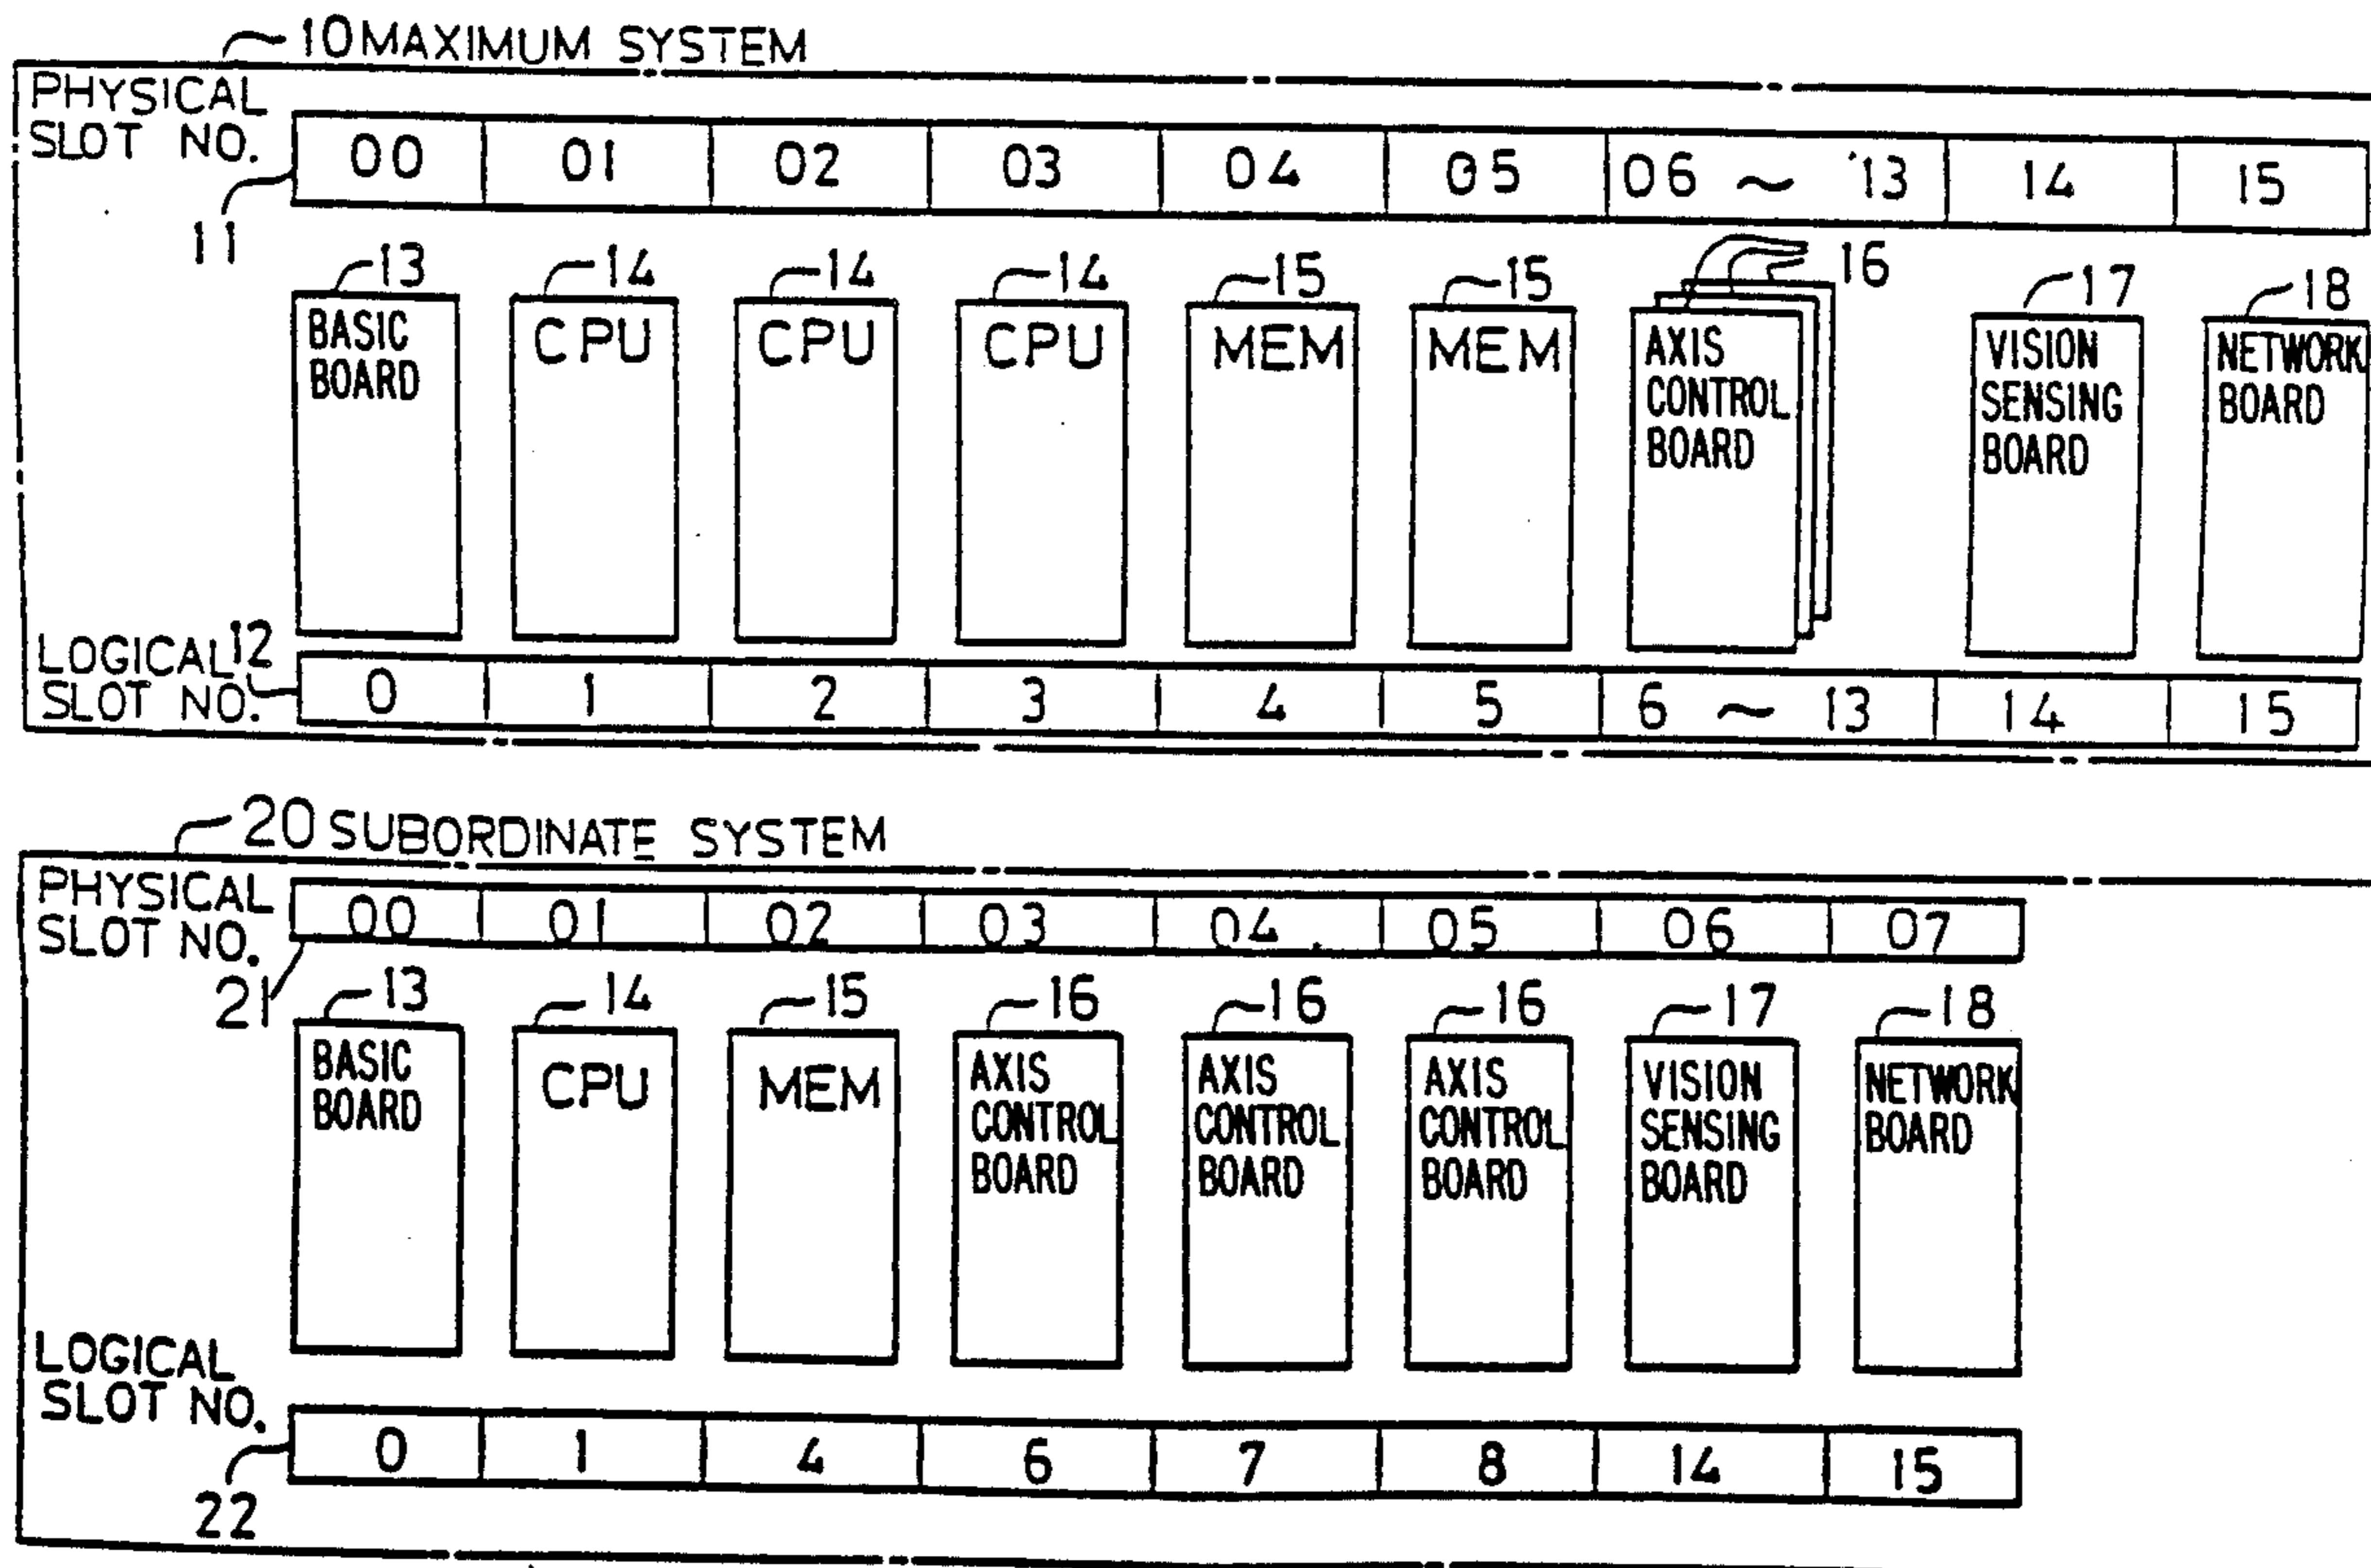 10 MAXIMUM SYSTEM
PHYSICAL
SLOT NO.
00 01 02 03 04 05 06 ~ 13 14 15
11
13 14 14 14 15 15 16 17 18
BASIC
BOARD
CPU
CPU
CPU
MEM
MEM
AXIS
CONTROL
BOARD
VISION
SENSING
BOARD
NETWORK
BOARD
LOGICAL 12
SLOT NO.
0 1 2 3 4 5 6 ~ 13 14 15
20 SUBORDINATE SYSTEM
PHYSICAL
SLOT NO.
00 01 02 03 04 05 06 07
21
13 14 15 16 16 16 17 18
BASIC
BOARD
CPU
MEM
AXIS
CONTROL
BOARD
AXIS
CONTROL
BOARD
AXIS
CONTROL
BOARD
VISION
SENSING
BOARD
NETWORK
BOARD
LOGICAL
SLOT NO.
0 1 4 6 7 8 14 15
22